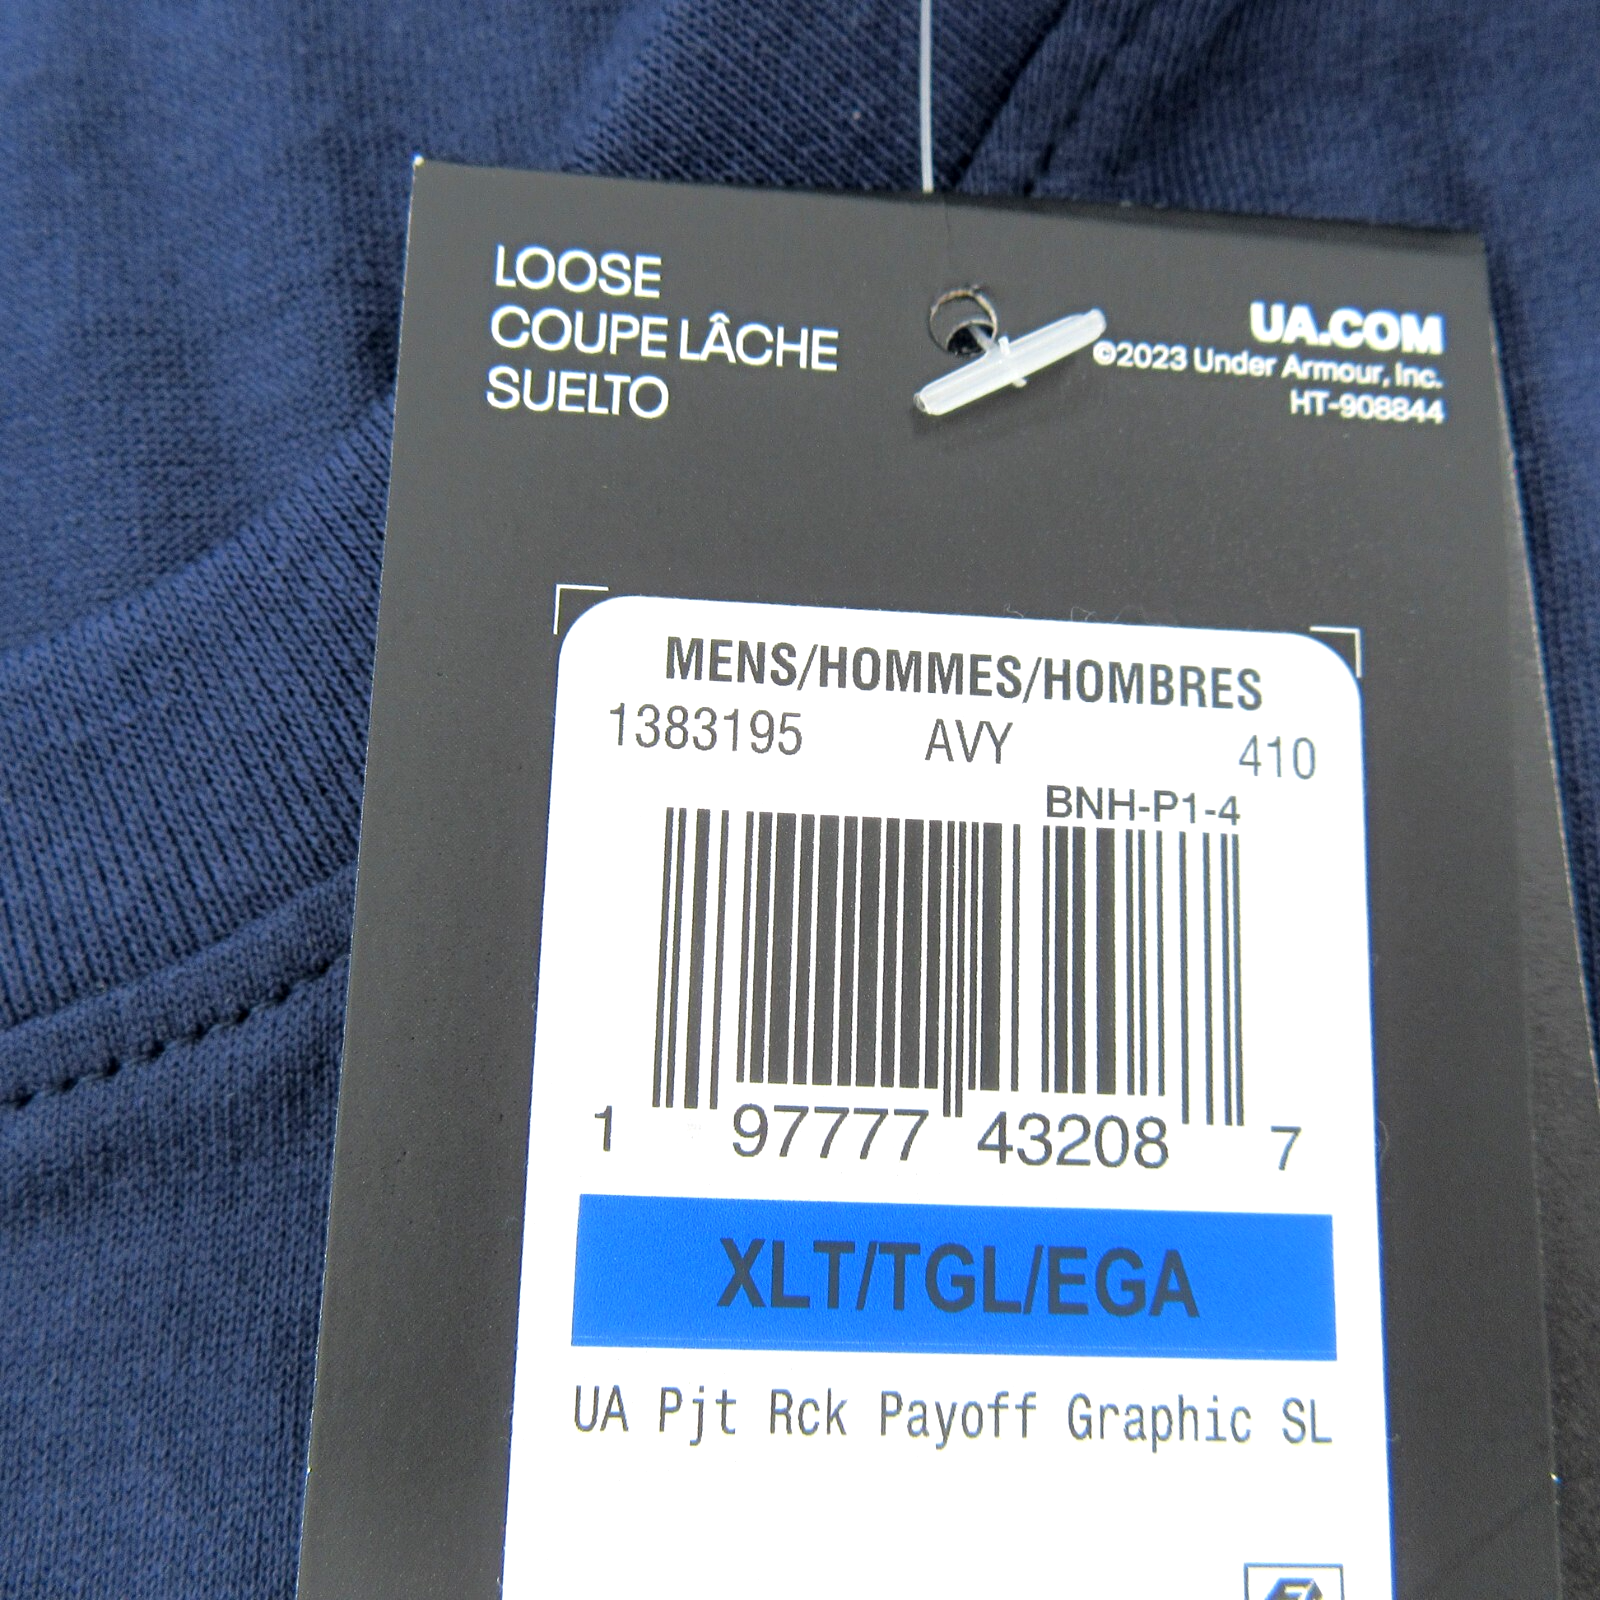 LOOSE
COUPE LÂCHE
SUELTO
UA.COM
©2023 Under Armour, Inc.
HT-908844
MENS/HOMMES/HOMBRES
1383195 AVY 410
BNH-P1-4
1 97777 43208 7
XLT/TGL/EGA
UA Pjt Rck Payoff Graphic SL